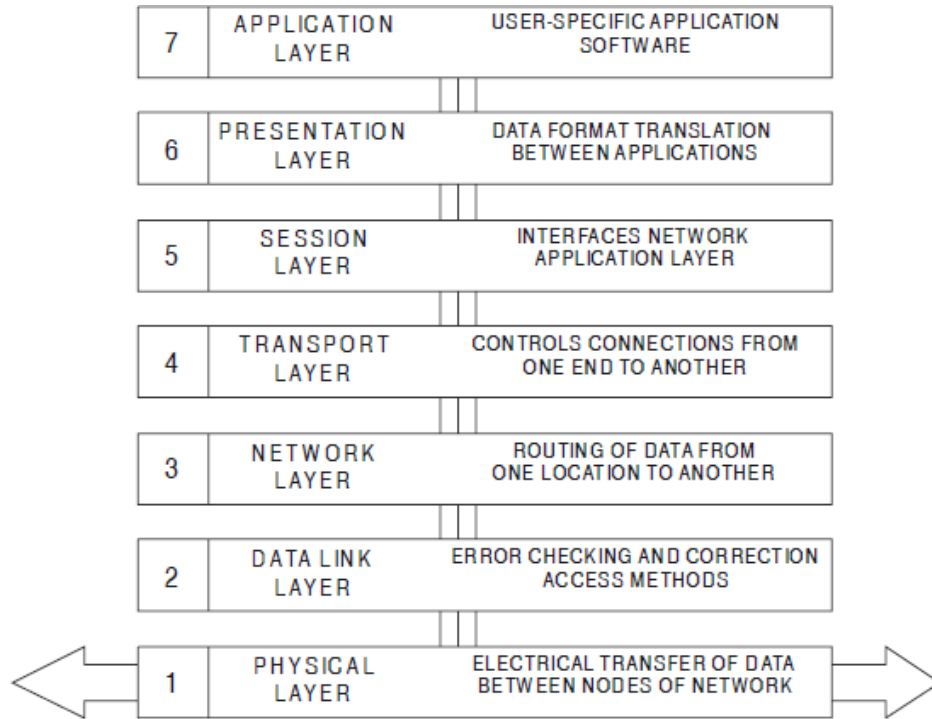 7
APPLICATION
LAYER
USER-SPECIFIC APPLICATION
SOFTWARE
6
PRESENTATION
LAYER
DATA FORMAT TRANSLATION
BETWEEN APPLICATIONS
5
SESSION
LAYER
INTERFACES NETWORK
APPLICATION LAYER
4
TRANSPORT
LAYER
CONTROLS CONNECTIONS FROM
ONE END TO ANOTHER
3
NETWORK
LAYER
ROUTING OF DATA FROM
ONE LOCATION TO ANOTHER
2
DATA LINK
LAYER
ERROR CHECKING AND CORRECTION
ACCESS METHODS
1
PHYSICAL
LAYER
ELECTRICAL TRANSFER OF DATA
BETWEEN NODES OF NETWORK